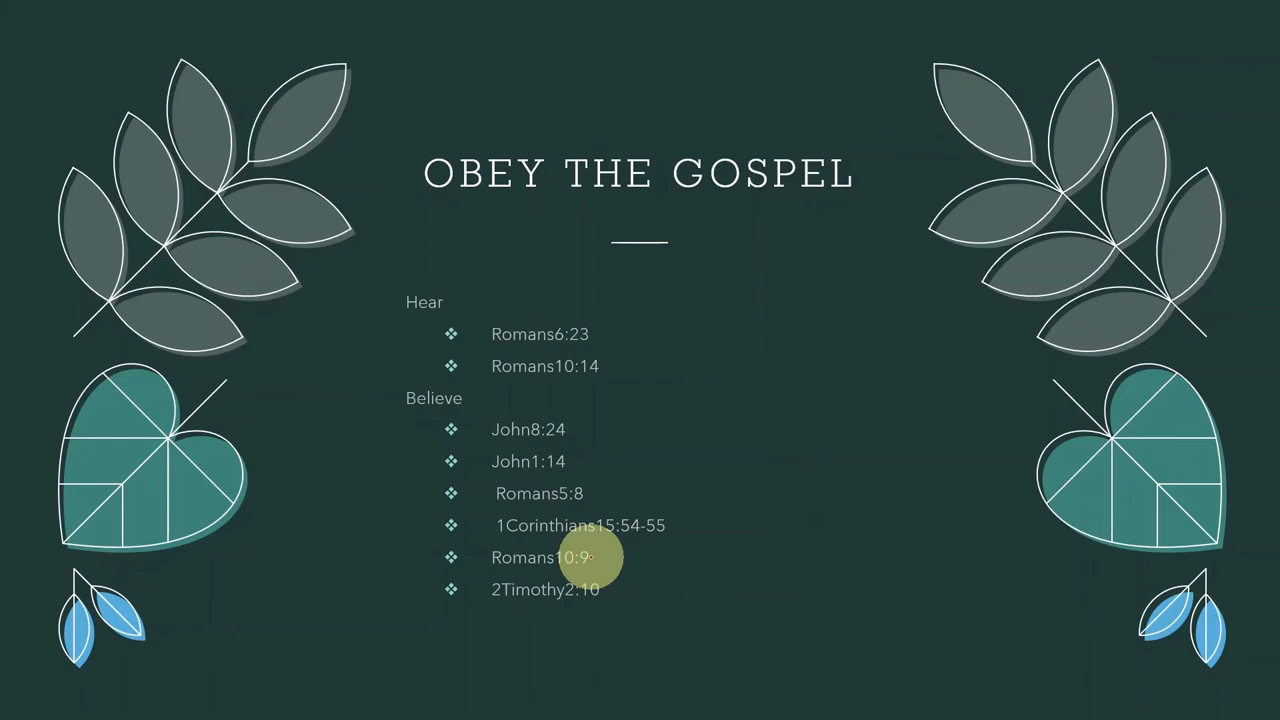 OBEY THE GOSPEL
Hear
❖ Romans6:23
❖ Romans10:14
Believe
❖ John8:24
❖ John1:14
❖ Romans5:8
❖ 1Corinthians15:54-55
❖ Romans10:9
❖ 2Timothy2:10